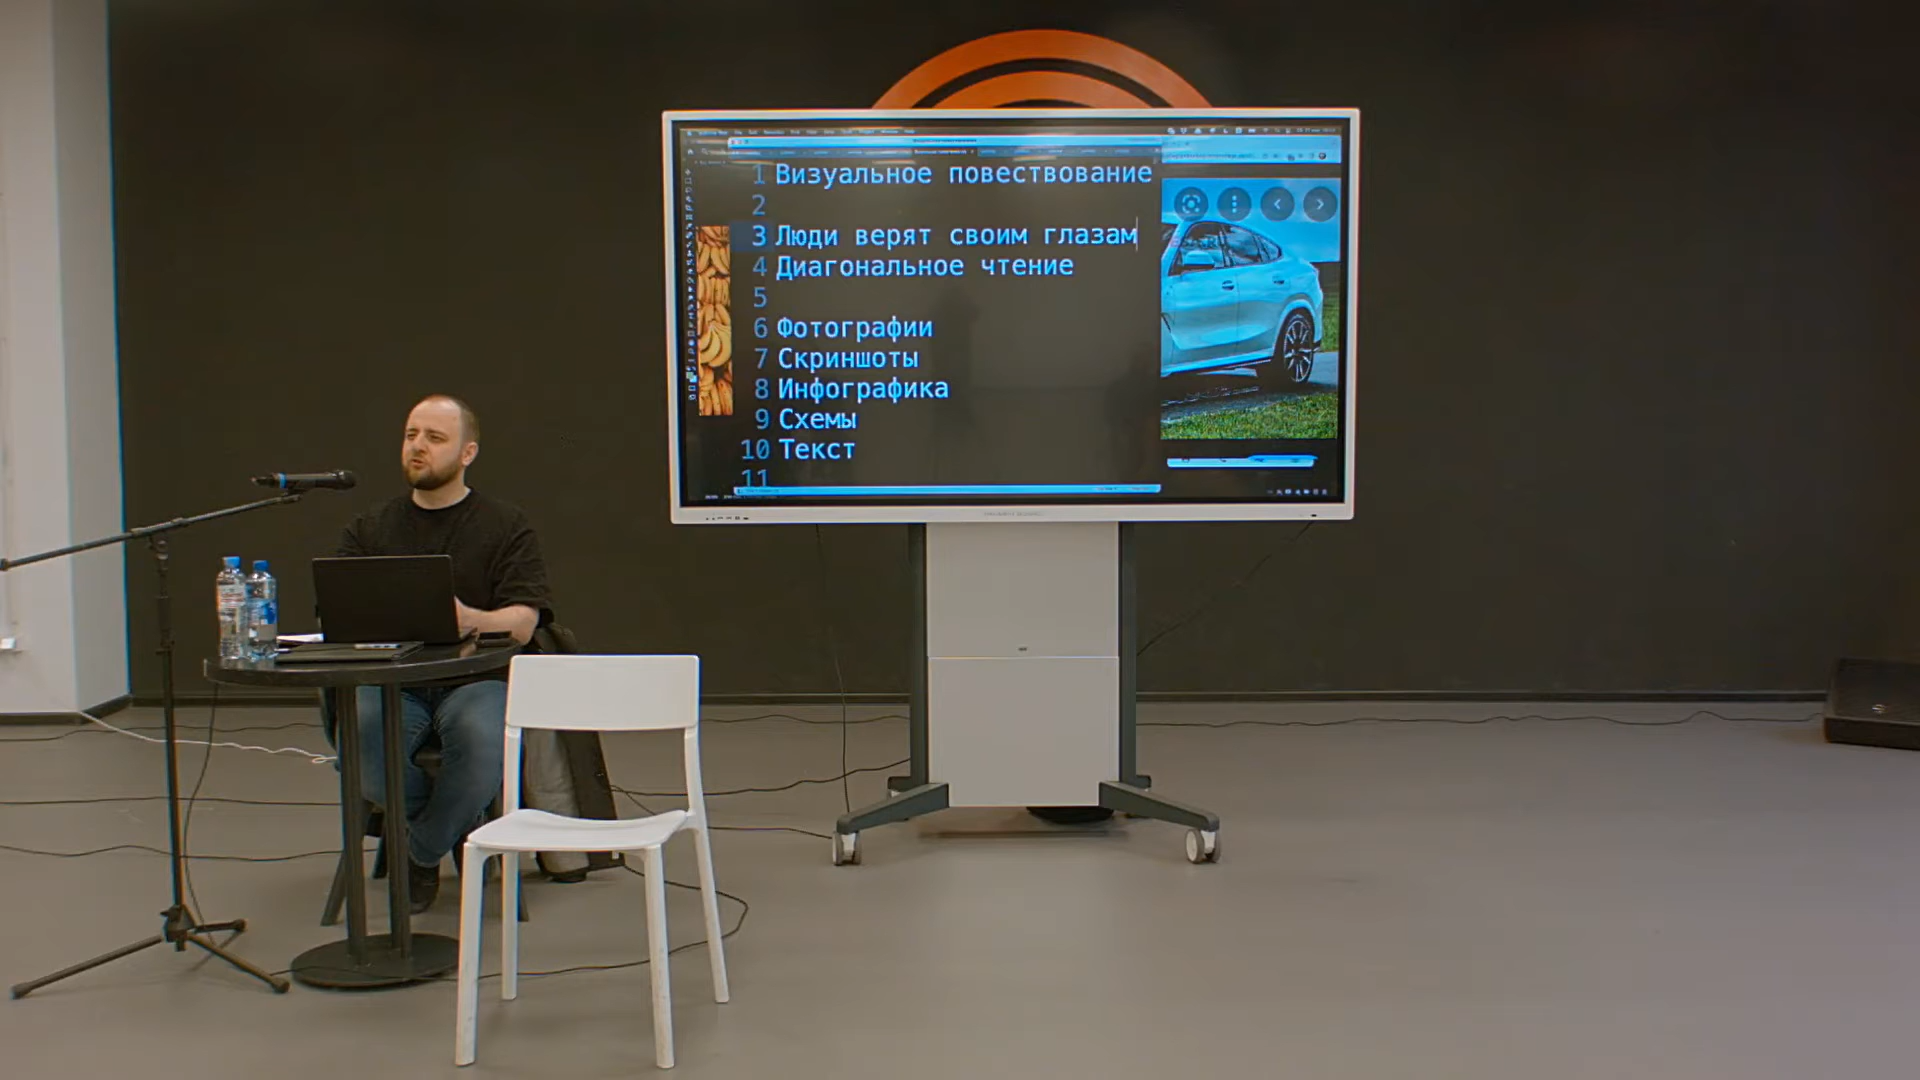 1 Визуальное повествование
2
3 Люди верят своим глазам
4 Диагональное чтение
5
6 Фотографии
7 Скриншоты
8 Инфографика
9 Схемы
10 Текст
11